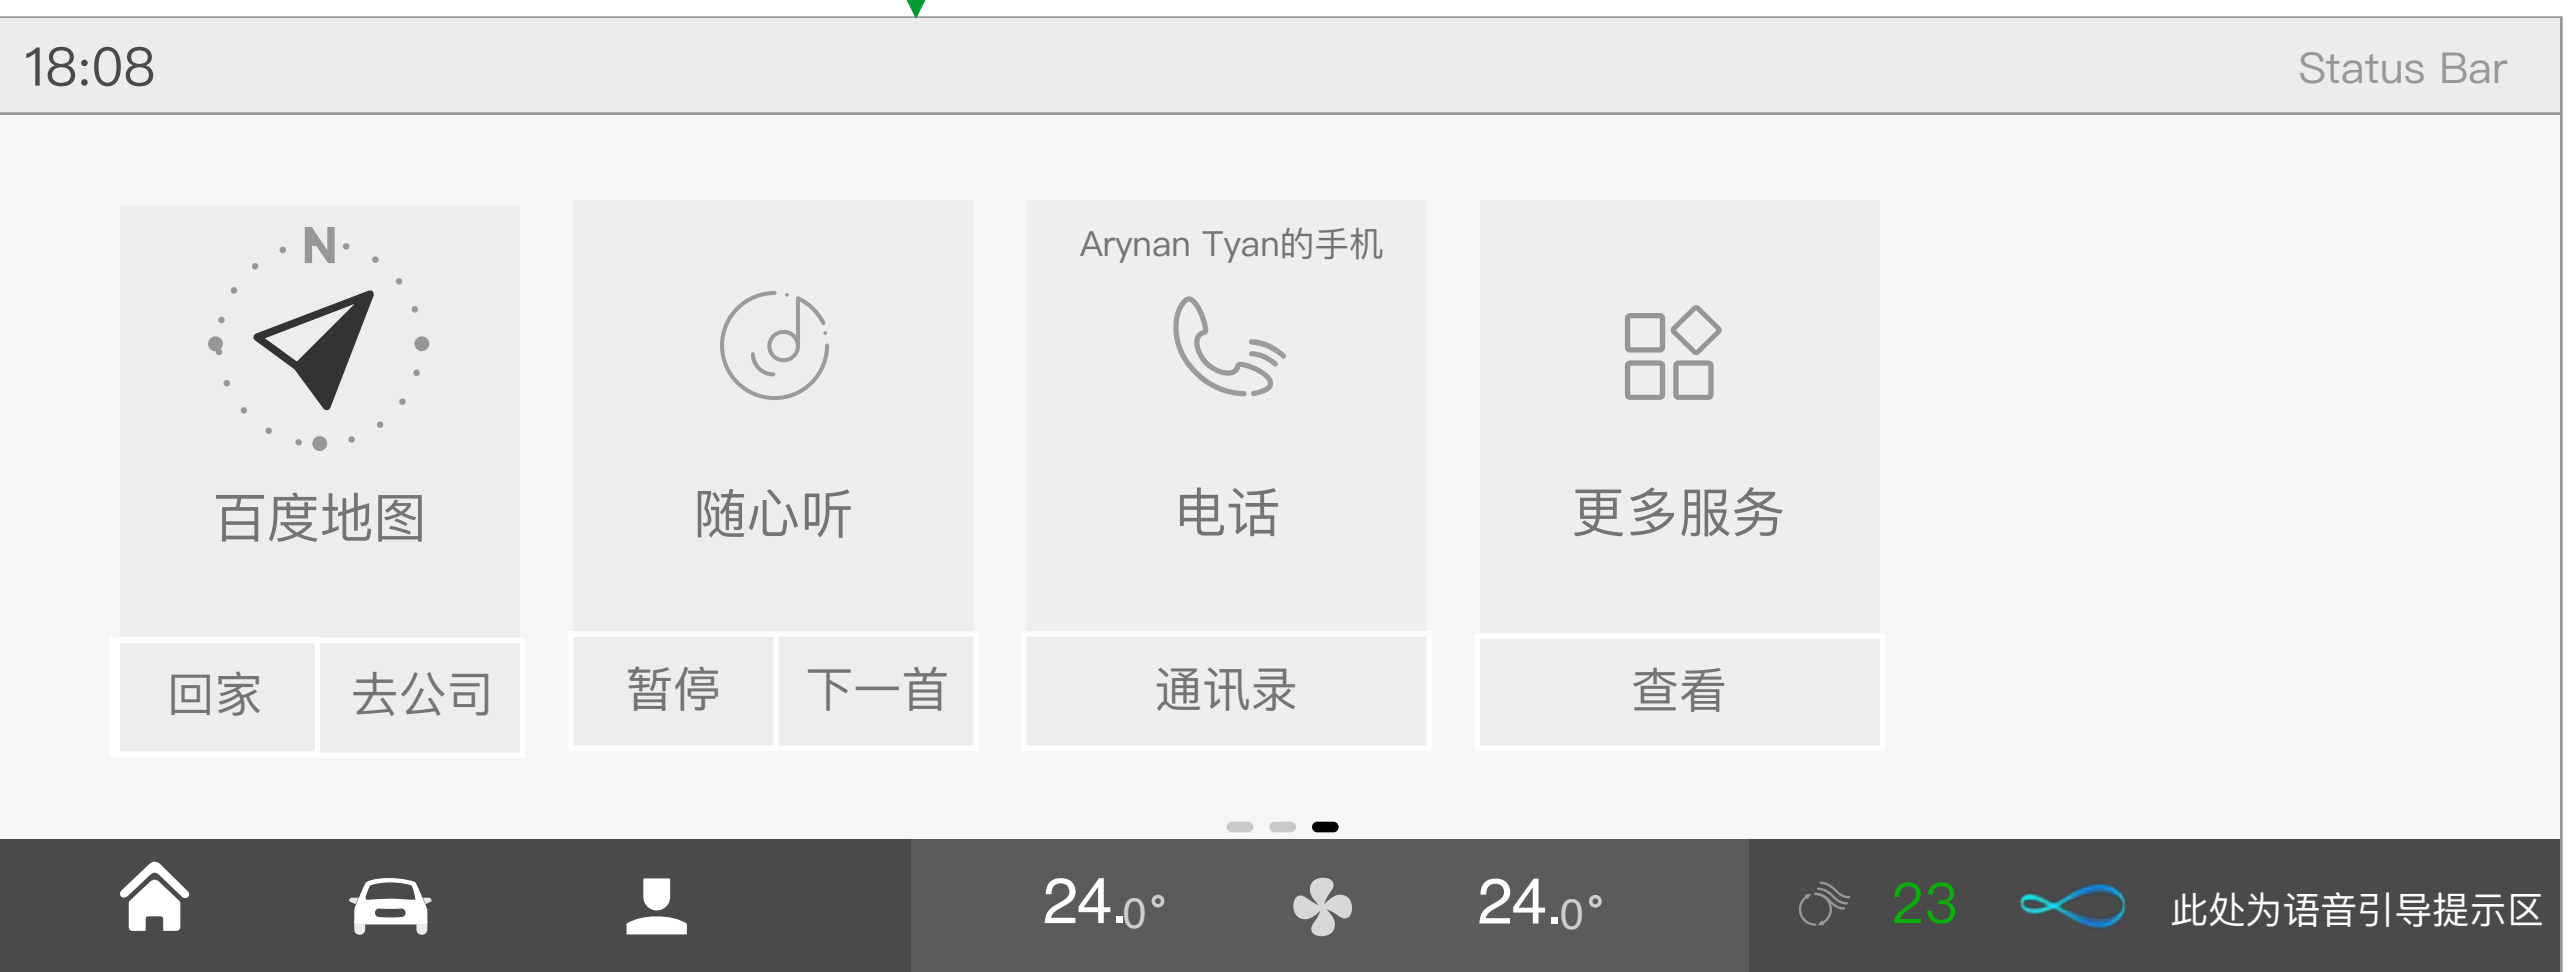 18:08
Status Bar
N
Arynan Tyan的手机
百度地图
随心听
电话
更多服务
回家
去公司
暂停
下一首
通讯录
查看
24.0°
24.0°
23
此处为语音引导提示区